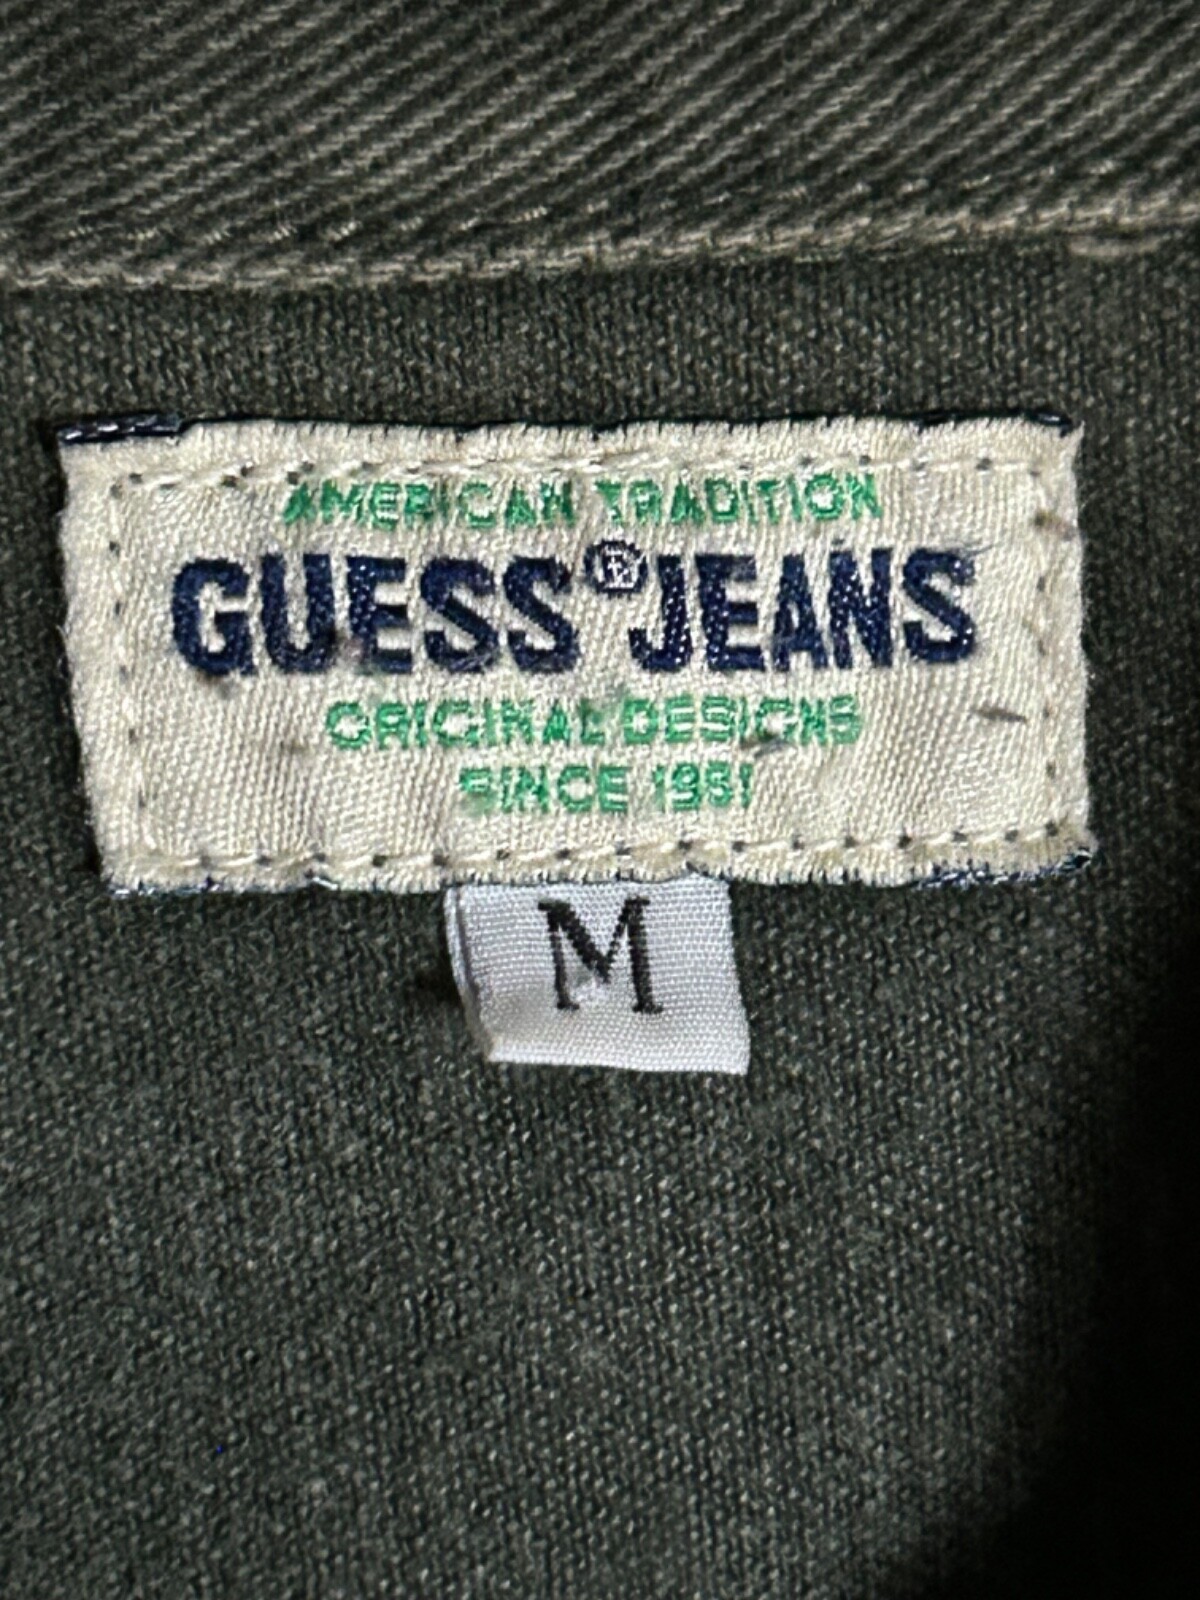 AMERICAN TRADITION
GUESS® JEANS
ORIGINAL DESIGNS
SINCE 1981
M